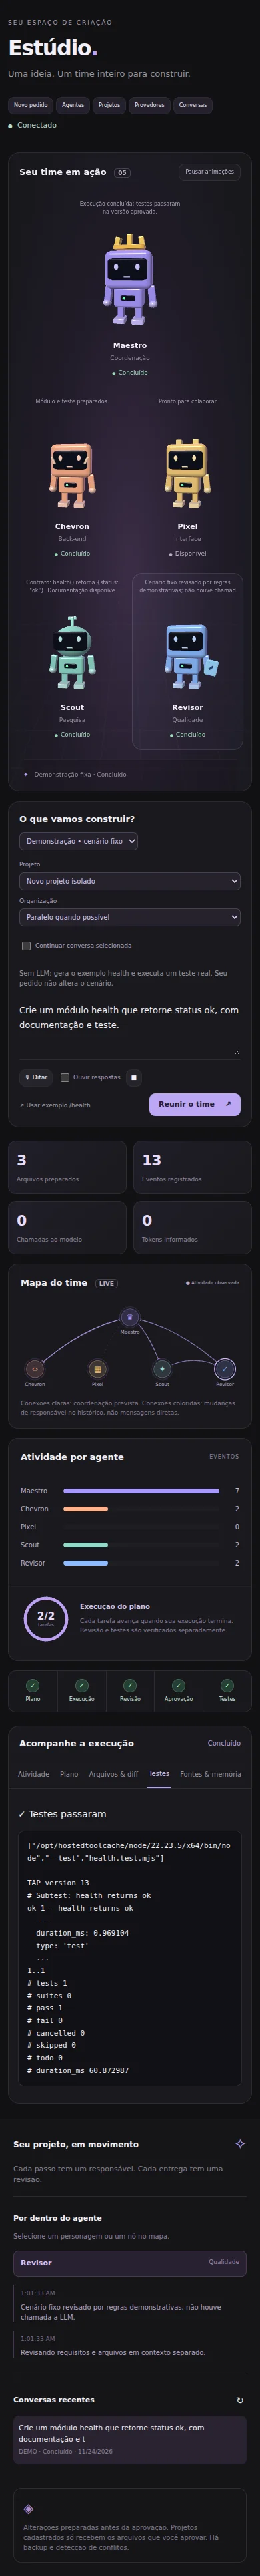 SEU ESPAÇO DE CRIAÇÃO
Estúdio.
Uma ideia. Um time inteiro para construir.
Novo pedido
Agentes
Projetos
Provedores
Conversas
Conectado
Seu time em ação
05
Pausar animações
Execução concluída; testes passaram
na versão aprovada.
Maestro
Coordenação
Concluído
Módulo e teste preparados.
Pronto para colaborar
Chevron
Back-end
Concluído
Pixel
Interface
Disponível
Contrato: health() retorna {status:
"ok"}. Documentação disponíve
Cenário fixo revisado por regras
demonstrativas; não houve chamad
Scout
Pesquisa
Concluído
Revisor
Qualidade
Concluído
Demonstração fixa · Concluído
O que vamos construir?
Demonstração • cenário fixo
Projeto
Novo projeto isolado
Organização
Paralelo quando possível
Continuar conversa selecionada
Sem LLM: gera o exemplo health e executa um teste real. Seu
pedido não altera o cenário.
Crie um módulo health que retorne status ok, com
documentação e teste.
Ditar
Ouvir respostas
↗ Usar exemplo /health
Reunir o time ↗
3
Arquivos preparados
13
Eventos registrados
0
Chamadas ao modelo
0
Tokens informados
Mapa do time
LIVE
Atividade observada
Maestro
Chevron
Pixel
Scout
Revisor
Conexões claras: coordenação prevista. Conexões coloridas: mudanças
de responsável no histórico, não mensagens diretas.
Atividade por agente
EVENTOS
Maestro 7
Chevron 2
Pixel 0
Scout 2
Revisor 2
2/2
tarefas
Execução do plano
Cada tarefa avança quando sua execução termina.
Revisão e testes são verificados separadamente.
✓ ✓ ✓ ✓ ✓
Plano
Execução
Revisão
Aprovação
Testes
Acompanhe a execução
Concluído
Atividade
Plano
Arquivos & diff
Testes
Fontes & memória
✓ Testes passaram
["/opt/hostedtoolcache/node/22.23.5/x64/bin/no
de","--test","health.test.mjs"]
TAP version 13
# Subtest: health returns ok
ok 1 - health returns ok
---
duration_ms: 0.969104
type: 'test'
...
1..1
# tests 1
# suites 0
# pass 1
# fail 0
# cancelled 0
# skipped 0
# todo 0
# duration_ms 60.872987
Seu projeto, em movimento
Cada passo tem um responsável. Cada entrega tem uma
revisão.
Por dentro do agente
Selecione um personagem ou um nó no mapa.
Revisor
Qualidade
1:01:33 AM
Cenário fixo revisado por regras demonstrativas; não houve
chamada a LLM.
1:01:33 AM
Revisando requisitos e arquivos em contexto separado.
Conversas recentes
Crie um módulo health que retorne status ok, com
documentação e t
DEMO · Concluído · 11/24/2026
Alterações preparadas antes da aprovação. Projetos
cadastrados só recebem os arquivos que você aprovar. Há
backup e detecção de conflitos.